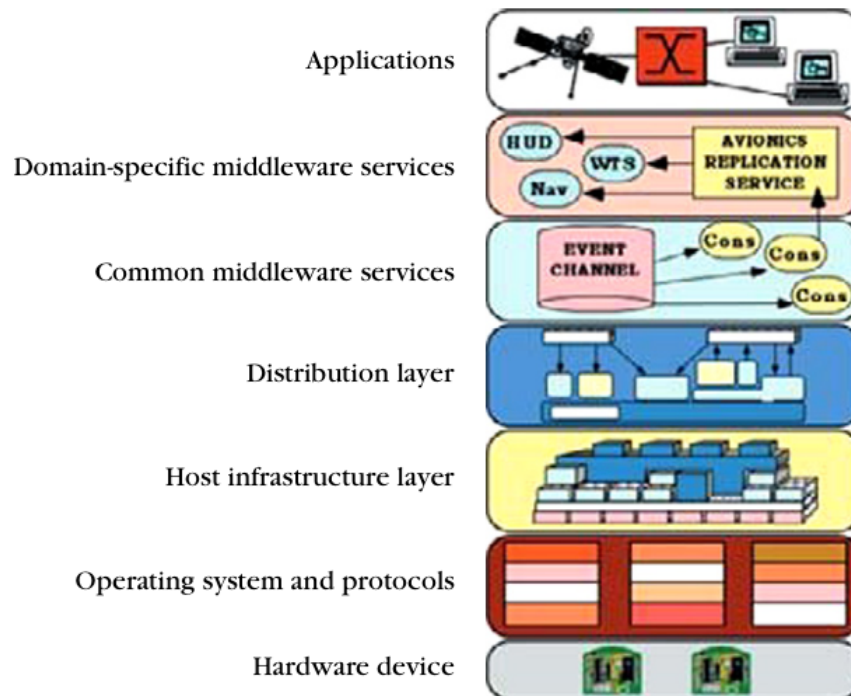 Applications
Domain-specific middleware services
HUD
WTS
Nav
AVIONICS
REPLICATION
SERVICE
Common middleware services
EVENT
CHANNEL
Cons
Cons
Cons
Distribution layer
Host infrastructure layer
Operating system and protocols
Hardware device